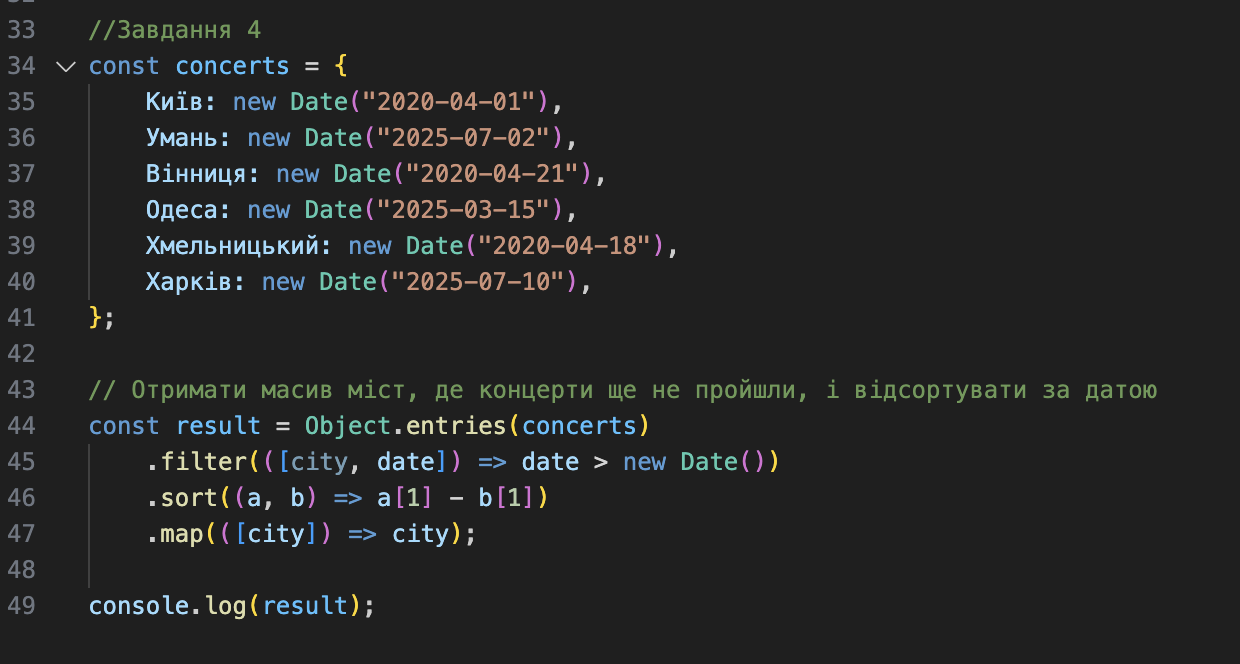 33 //Завдання 4
34 const concerts = {
35 Київ: new Date("2020-04-01"),
36 Умань: new Date("2025-07-02"),
37 Вінниця: new Date("2020-04-21"),
38 Одеса: new Date("2025-03-15"),
39 Хмельницький: new Date("2020-04-18"),
40 Харків: new Date("2025-07-10"),
41 };
42
43 // Отримати масив міст, де концерти ще не пройшли, і відсортувати за датою
44 const result = Object.entries(concerts)
45 .filter(([city, date]) => date > new Date())
46 .sort((a, b) => a[1] - b[1])
47 .map(([city]) => city);
48
49 console.log(result);